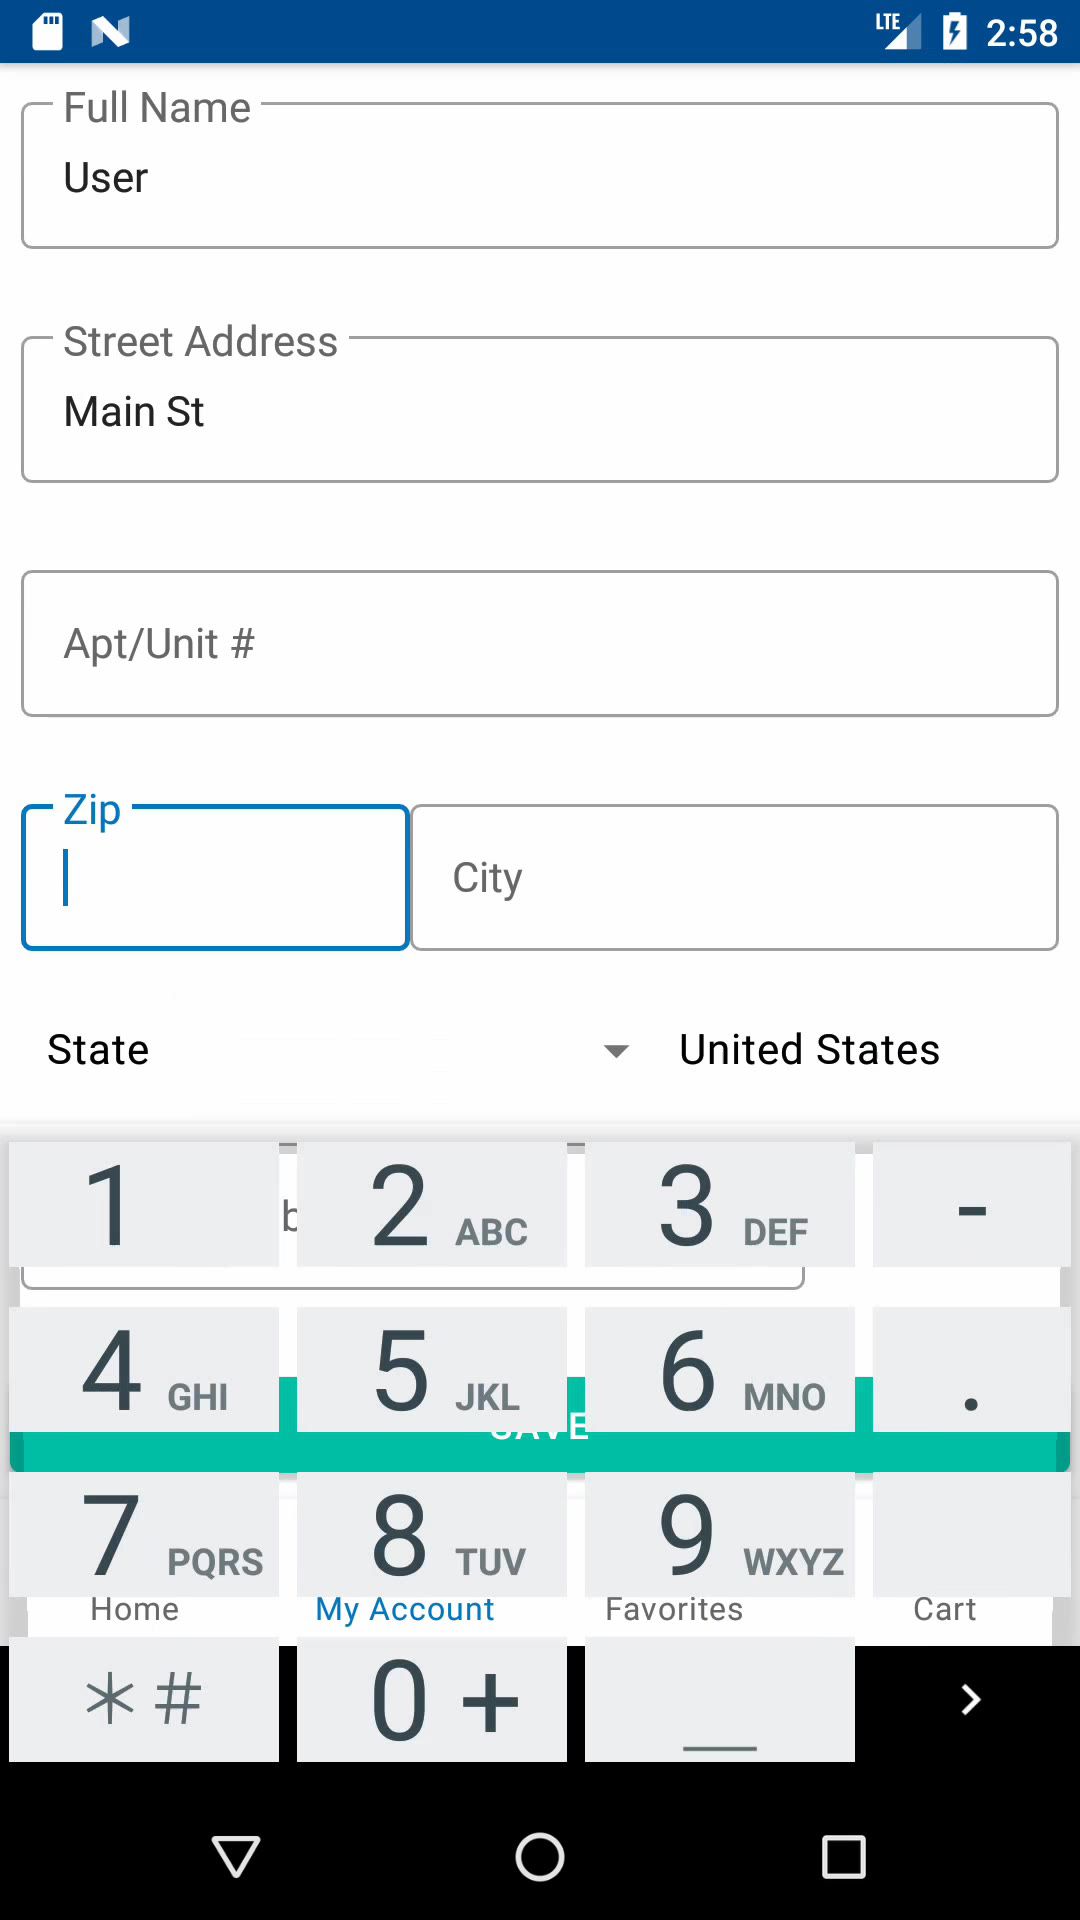 LTE 2:58
Full Name
User
Street Address
Main St
Apt/Unit #
Zip
City
State
United States
1
2 ABC
3 DEF
-
4 GHI
5 JKL
6 MNO
.
SAVE
7 PQRS
8 TUV
9 WXYZ
Home
My Account
Favorites
Cart
*#
0 +